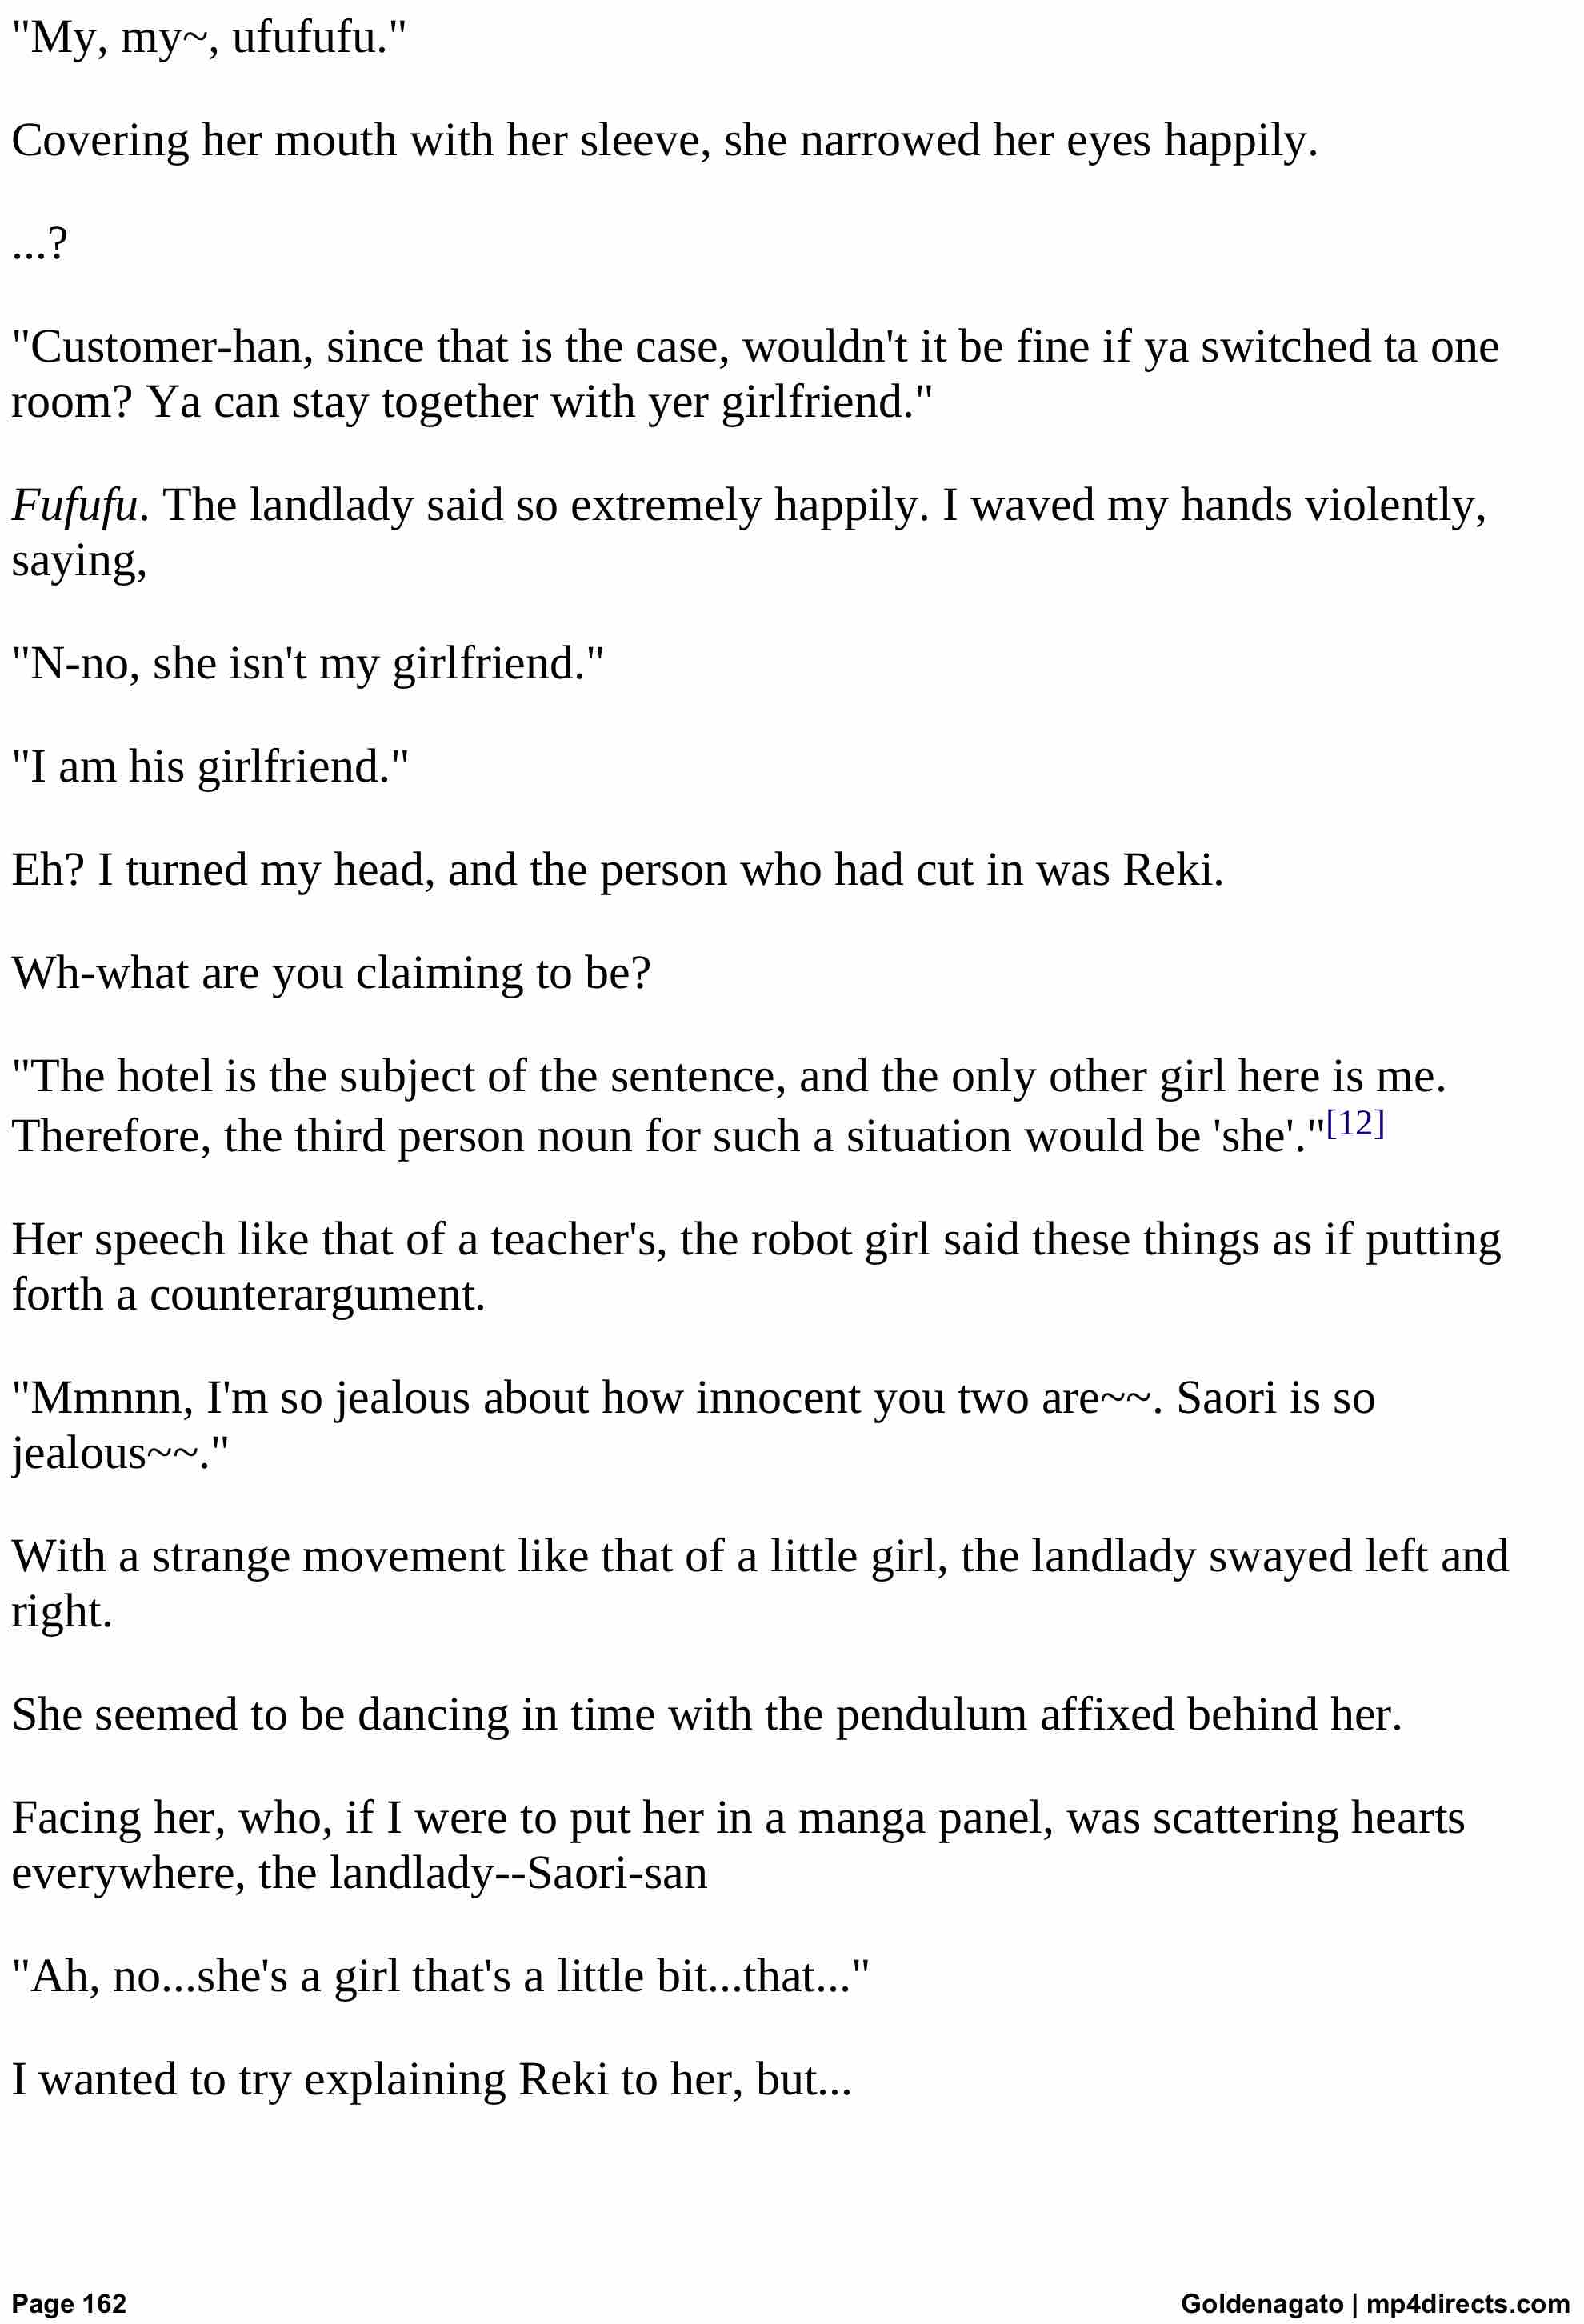 "My, my~, ufufufu."
Covering her mouth with her sleeve, she narrowed her eyes happily.
...?
"Customer-han, since that is the case, wouldn't it be fine if ya switched ta one
room? Ya can stay together with yer girlfriend."
Fufufu. The landlady said so extremely happily. I waved my hands violently,
saying,
"N-no, she isn't my girlfriend."
"I am his girlfriend."
Eh? I turned my head, and the person who had cut in was Reki.
Wh-what are you claiming to be?
"The hotel is the subject of the sentence, and the only other girl here is me.
Therefore, the third person noun for such a situation would be 'she'."[12]
Her speech like that of a teacher's, the robot girl said these things as if putting
forth a counterargument.
"Mmnnn, I'm so jealous about how innocent you two are~~. Saori is so
jealous~~."
With a strange movement like that of a little girl, the landlady swayed left and
right.
She seemed to be dancing in time with the pendulum affixed behind her.
Facing her, who, if I were to put her in a manga panel, was scattering hearts
everywhere, the landlady--Saori-san
"Ah, no...she's a girl that's a little bit...that..."
I wanted to try explaining Reki to her, but...
Page 162
Goldenagato | mp4directs.com